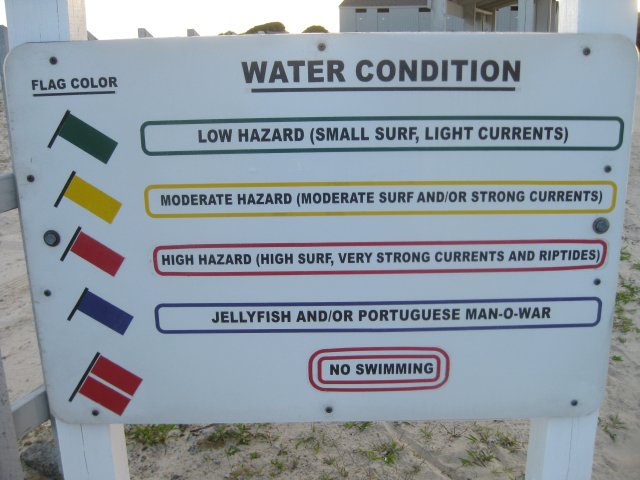 FLAG COLOR
WATER CONDITION
LOW HAZARD (SMALL SURF, LIGHT CURRENTS)
MODERATE HAZARD (MODERATE SURF AND/OR STRONG CURRENTS)
HIGH HAZARD (HIGH SURF, VERY STRONG CURRENTS AND RIPTIDES)
JELLYFISH AND/OR PORTUGUESE MAN-O-WAR
NO SWIMMING